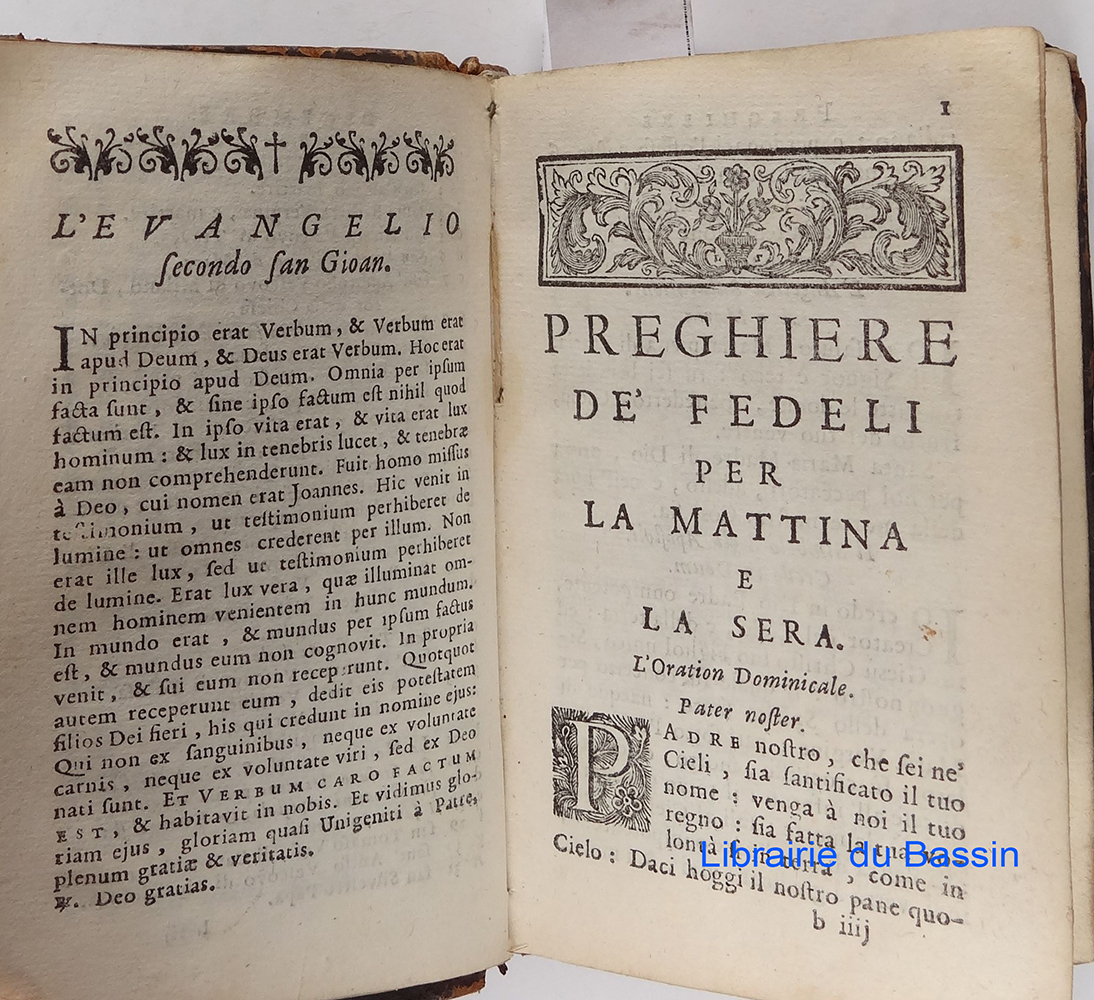 L'EVANGELIO
ſecondo ſan Gioan.
IN principio erat Verbum, & Verbum erat
apud Deum, & Deus erat Verbum. Hoc erat
in principio apud Deum. Omnia per ipſum
facta ſunt, & ſine ipſo factum eſt nihil quod
factum eſt. In ipſo vita erat, & vita erat lux
hominum: & lux in tenebris lucet, & tenebræ
eam non comprehenderunt. Fuit homo miſſus
à Deo, cui nomen erat Joannes. Hic venit in
teſtimonium, ut teſtimonium perhiberet de
lumine: ut omnes crederent per illum. Non
erat ille lux, ſed ut teſtimonium perhiberet
de lumine. Erat lux vera, quæ illuminat om-
nem hominem venientem in hunc mundum.
In mundo erat, & mundus per ipſum factus
eſt, & mundus eum non cognovit. In propria
venit, & ſui eum non receperunt. Quotquot
autem receperunt eum, dedit eis poteſtatem
filios Dei fieri, his qui credunt in nomine ejus:
Qui non ex ſanguinibus, neque ex voluntate
carnis, neque ex voluntate viri, ſed ex Deo
nati ſunt. ET VERBUM CARO FACTUM
EST, & habitavit in nobis. Et vidimus glo-
riam ejus, gloriam quaſi Unigeniti à Patre,
plenum gratiæ & veritatis.
℟. Deo gratias.
1
PREGHIERE
DE' FEDELI
PER
LA MATTINA
E
LA SERA.
L'Oration Dominicale.
Pater noſter.
PADRE noſtro, che ſei ne'
Cieli, ſia ſantificato il tuo
nome: venga à noi il tuo
regno: ſia fatta la tua vo-
lontà in terra, come in
Cielo: Daci hoggi il noſtro pane quo-
b iiij
Librairie du Bassin